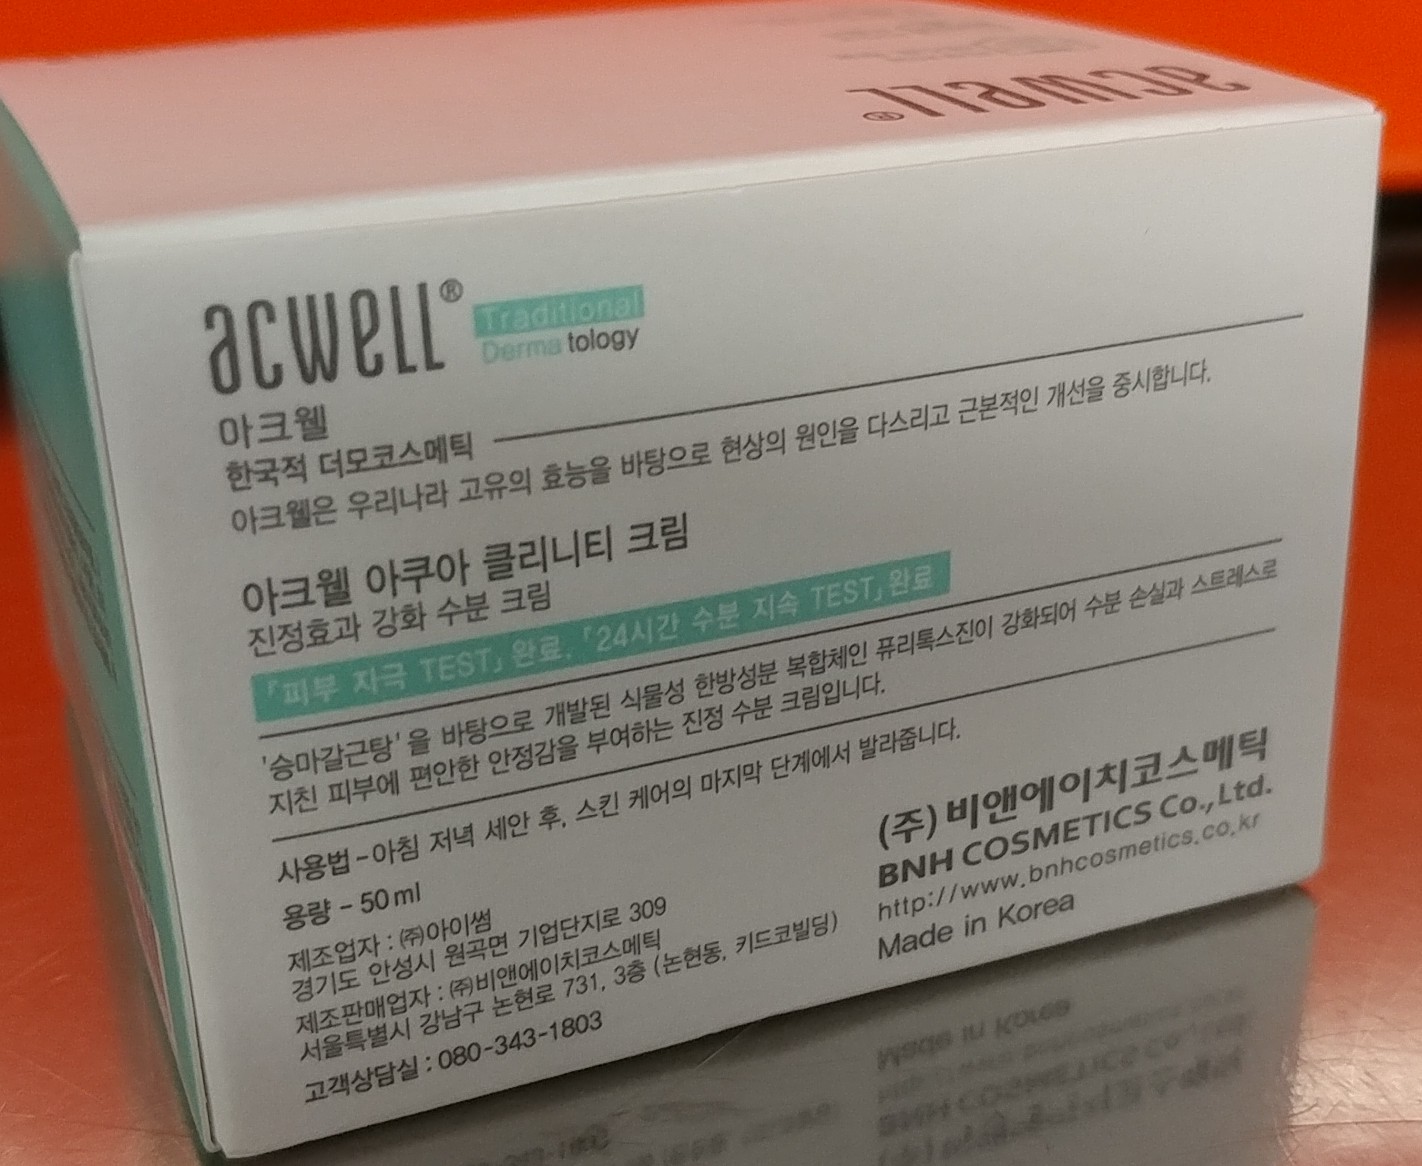 acwell®
acwell® Traditional
Derma tology
아크웰
한국적 더모코스메틱
아크웰은 우리나라 고유의 효능을 바탕으로 현상의 원인을 다스리고 근본적인 개선을 중시합니다.
아크웰 아쿠아 클리니티 크림
진정효과 강화 수분 크림
「피부 자극 TEST」완료, 「24시간 수분 지속 TEST」완료
'승마갈근탕'을 바탕으로 개발된 식물성 한방성분 복합체인 퓨리톡스진이 강화되어 수분 손실과 스트레스로
지친 피부에 편안한 안정감을 부여하는 진정 수분 크림입니다.
사용법-아침 저녁 세안 후, 스킨 케어의 마지막 단계에서 발라줍니다.
용량 - 50ml
제조업자 : ㈜아이썸
경기도 안성시 원곡면 기업단지로 309
제조판매업자 : ㈜비앤에이치코스메틱
서울특별시 강남구 논현로 731, 3층 (논현동, 키드코빌딩)
고객상담실 : 080-343-1803
(주)비앤에이치코스메틱
BNH COSMETICS Co.,Ltd.
http://www.bnhcosmetics.co.kr
Made in Korea